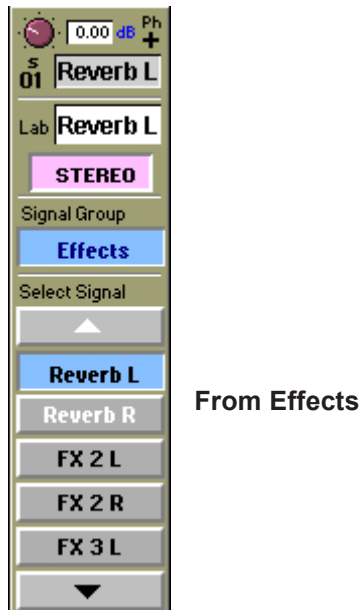 0.00 dB Ph +
S 01 Reverb L
Lab Reverb L
STEREO
Signal Group
Effects
Select Signal
Reverb L
Reverb R
From Effects
FX 2 L
FX 2 R
FX 3 L